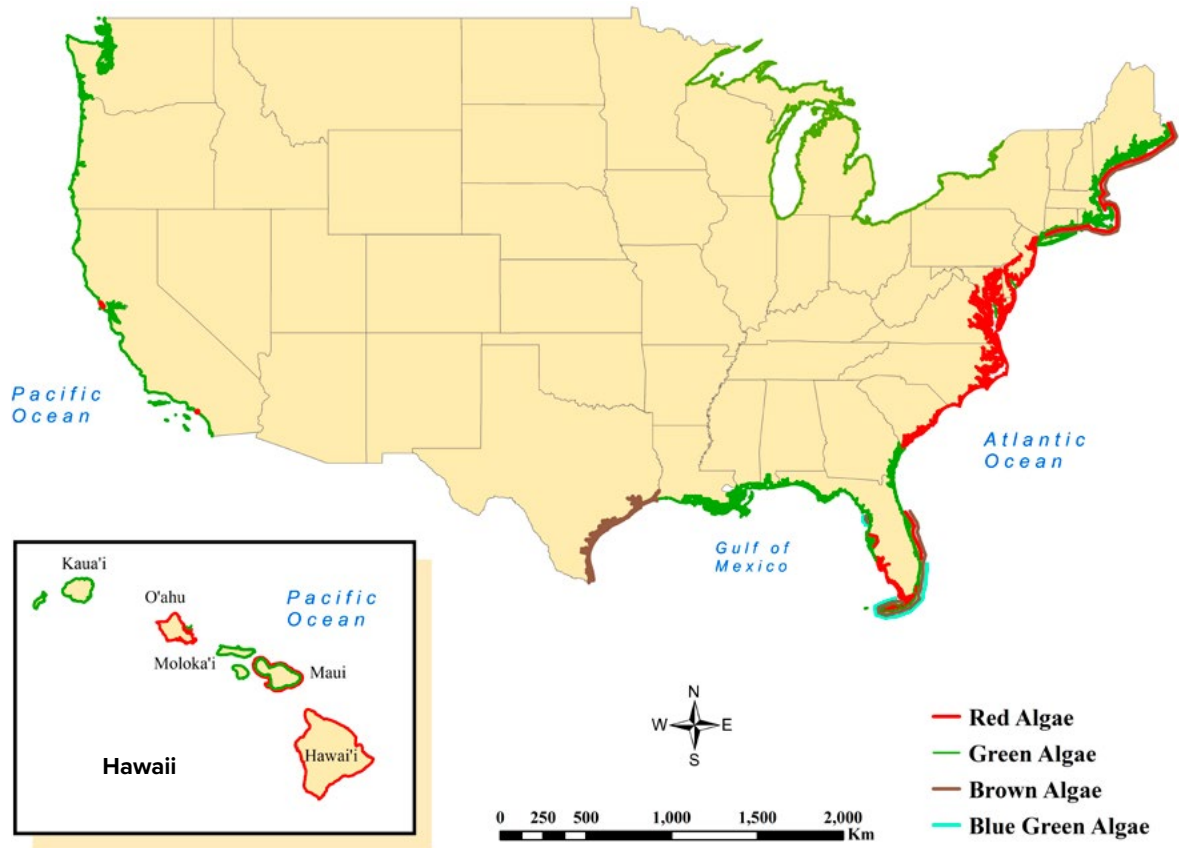 Pacific
Ocean
Atlantic
Ocean
Gulf of
Mexico
Kaua'i
O'ahu
Pacific
Ocean
Moloka'i
Maui
Hawai'i
Hawaii
N
W
E
S
Red Algae
Green Algae
Brown Algae
Blue Green Algae
0 250 500 1,000 1,500 2,000
Km